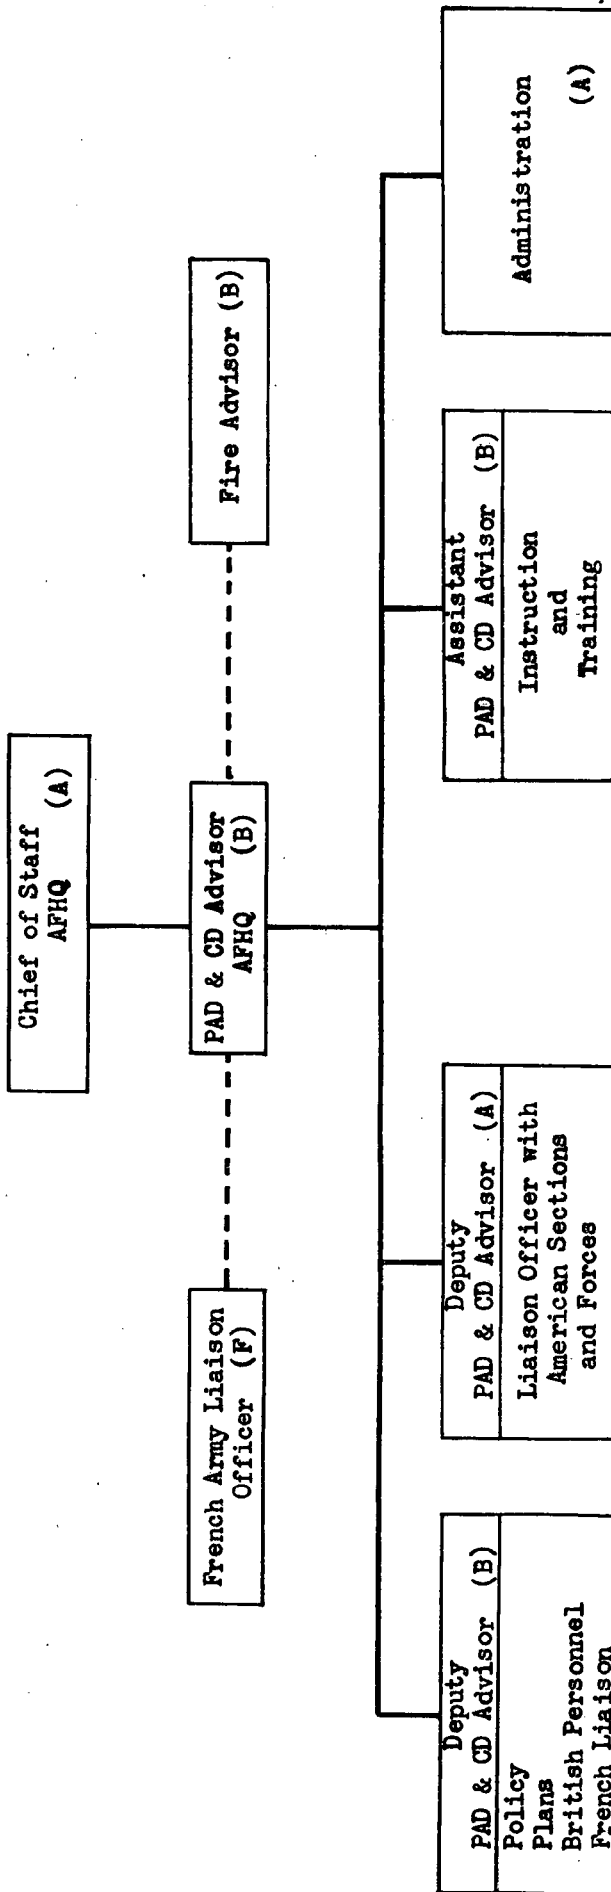 Chief of Staff
AFHQ (A)
French Army Liaison
Officer (F)
PAD & CD Advisor
AFHQ (B)
Fire Advisor (B)
Deputy
PAD & CD Advisor (B)
Policy
Plans
British Personnel
French Liaison
Deputy
PAD & CD Advisor (A)
Liaison Officer with
American Sections
and Forces
Assistant
PAD & CD Advisor (B)
Instruction
and
Training
Administration
(A)